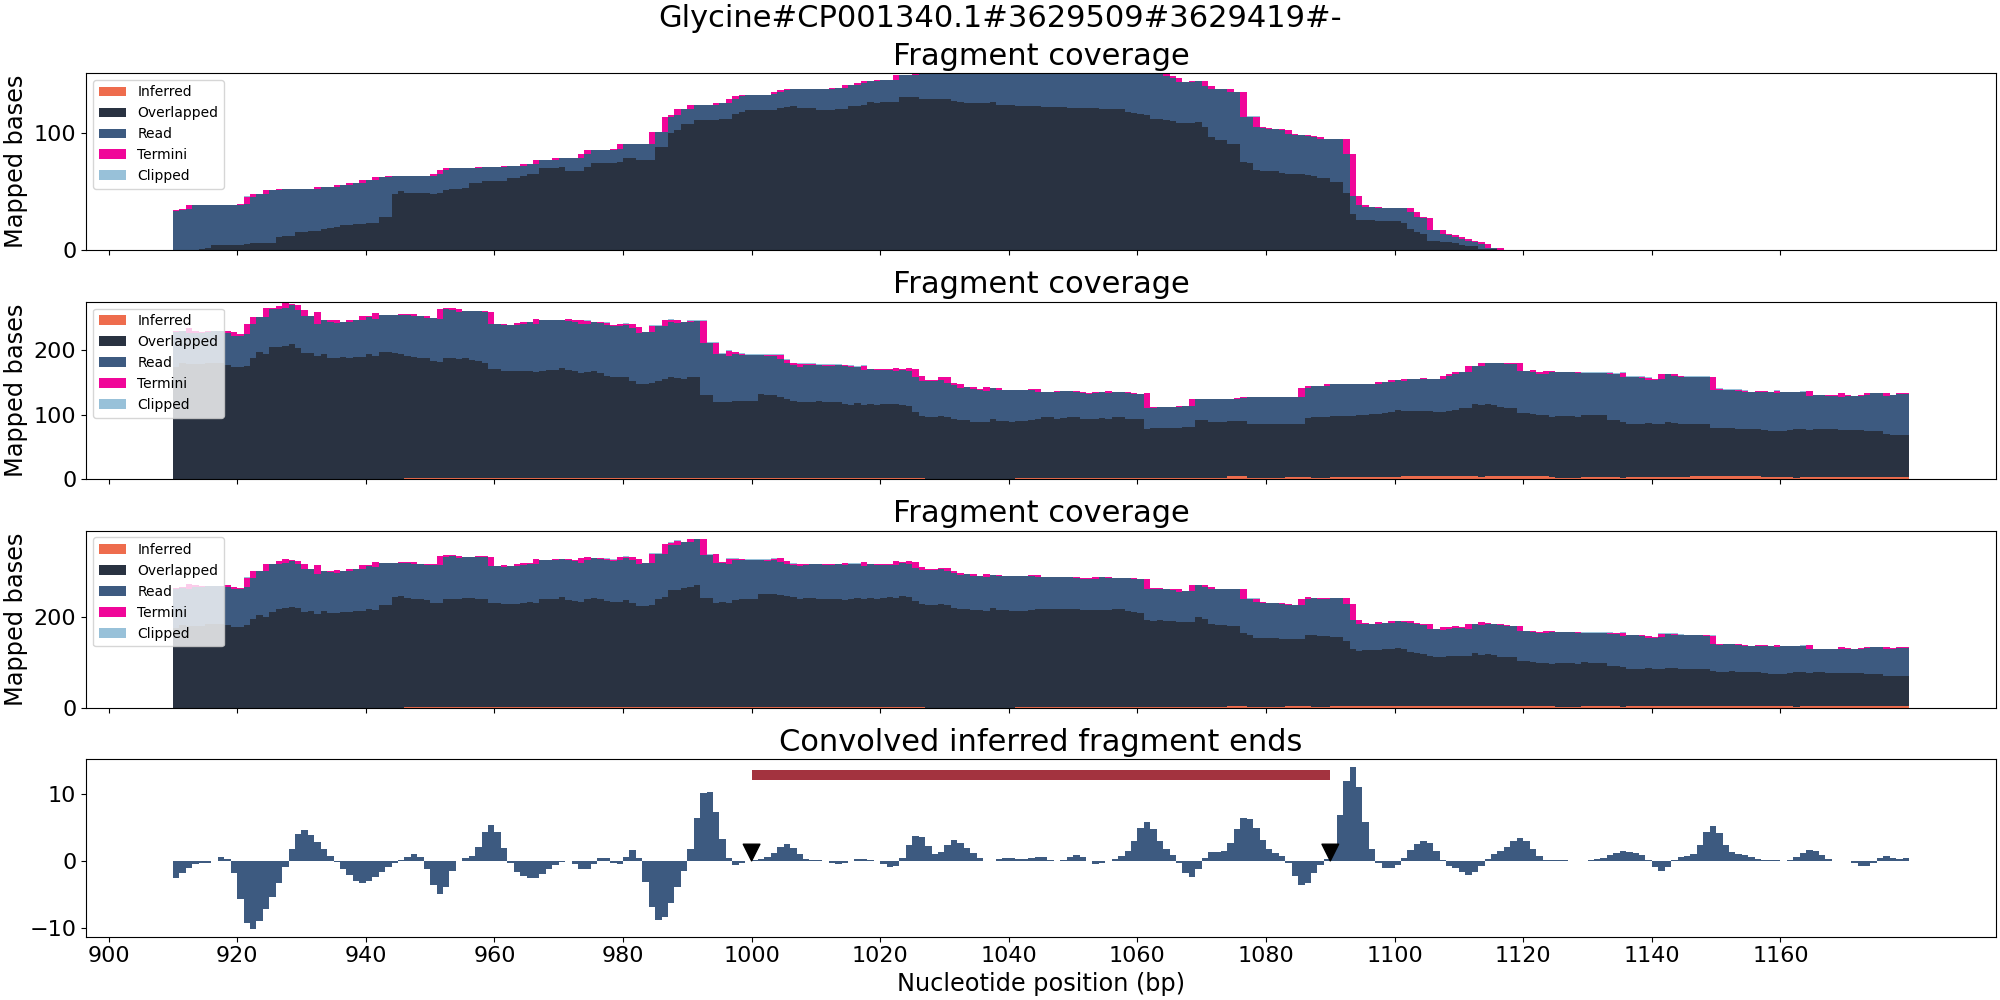 Glycine#CP001340.1#3629509#3629419#-
Fragment coverage
Mapped bases
100
0
Inferred
Overlapped
Read
Termini
Clipped
Fragment coverage
Mapped bases
200
100
0
Inferred
Overlapped
Read
Termini
Clipped
Fragment coverage
Mapped bases
200
0
Inferred
Overlapped
Read
Termini
Clipped
Convolved inferred fragment ends
10
0
−10
900 920 940 960 980 1000 1020 1040 1060 1080 1100 1120 1140 1160
Nucleotide position (bp)